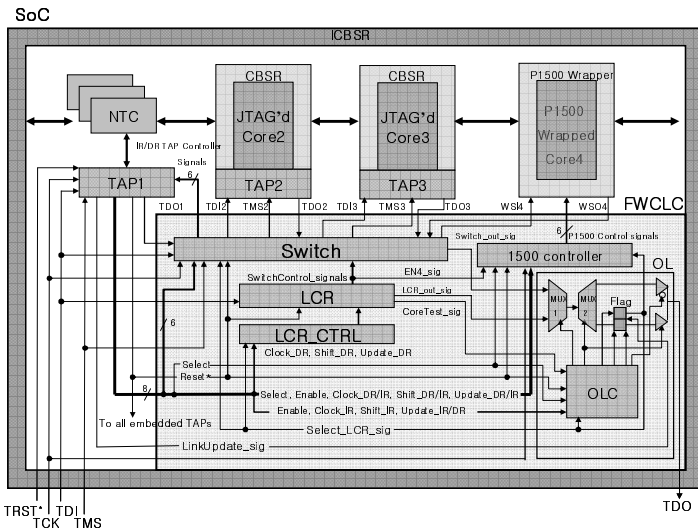 SoC
ICBSR
NTC
CBSR
JTAG'd
Core2
TAP2
CBSR
JTAG'd
Core3
TAP3
P1500 Wrapper
P1500
Wrapped
Core4
IR/DR TAP Controller
Signals
6
TAP1
TDO1
TDI2
TMS2
TDO2
TDI3
TMS3
TDO3
WSI4
WSO4
FWCLC
Switch
Switch_out_sig
6
P1500 Control signals
1500 controller
SwitchControl_signals
EN4_sig
OL
LCR
LCR_out_sig
CoreTest_sig
MUX
1
MUX
2
Flag
6
LCR_CTRL
Clock_DR, Shift_DR, Update_DR
Select
Reset*
8
Select, Enable, Clock_DR/IR, Shift_DR/IR, Update_DR/IR
Enable, Clock_IR, Shift_IR, Update_IR/DR
OLC
To all embedded TAPs
Select_LCR_sig
LinkUpdate_sig
TRST*
TCK
TDI
TMS
TDO